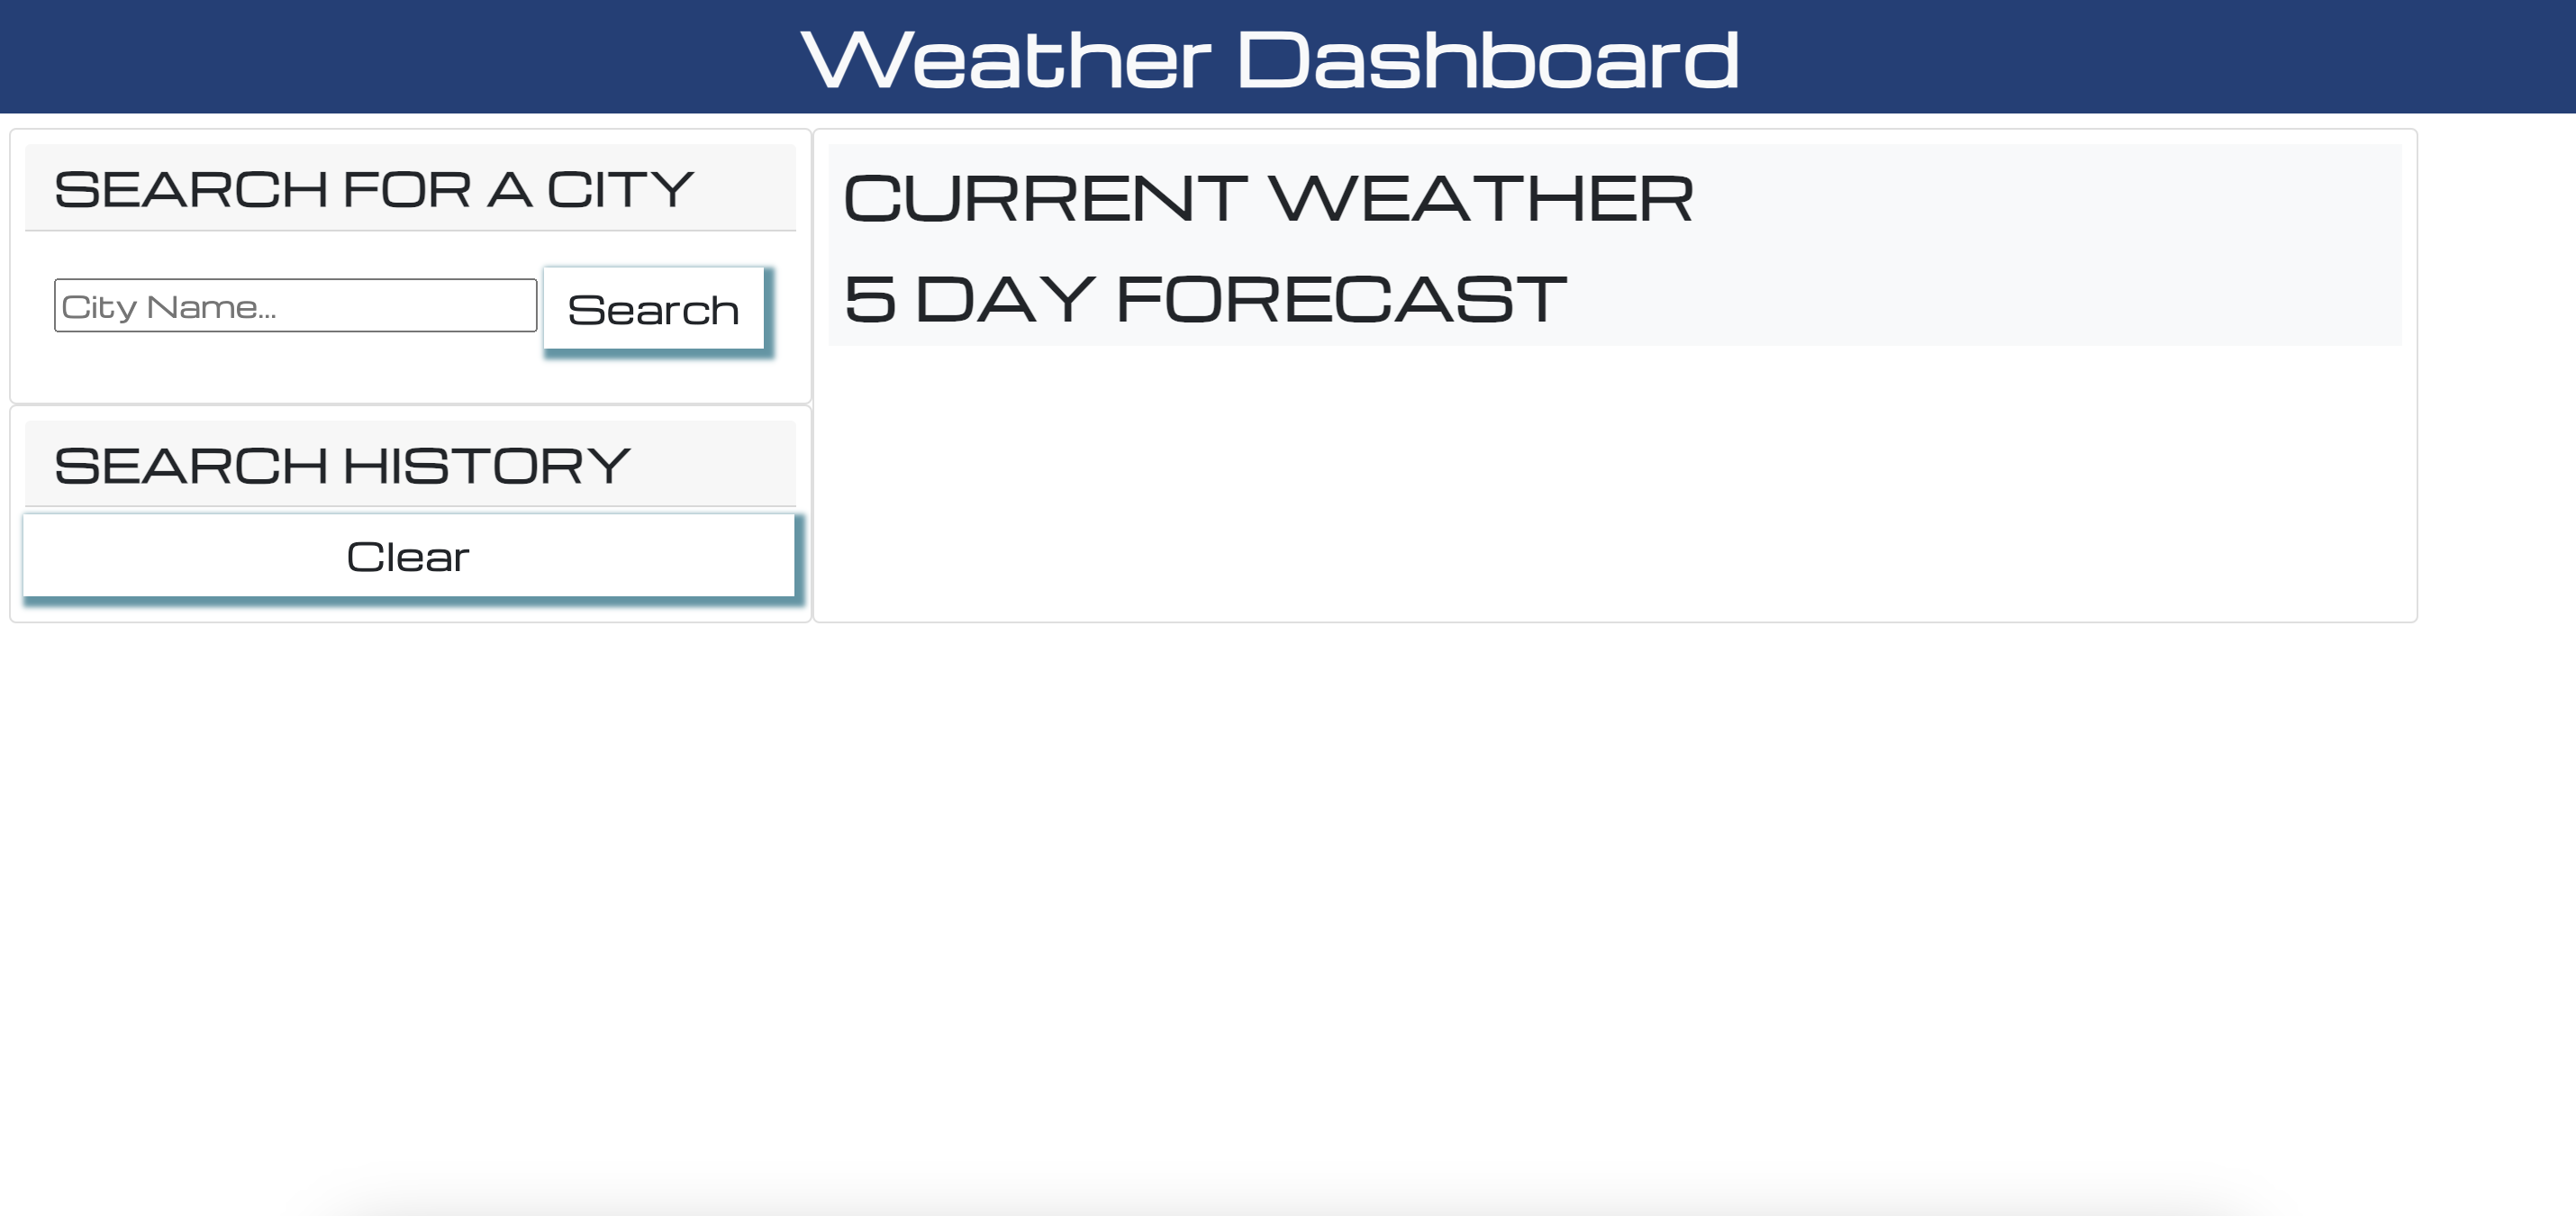 Weather Dashboard
SEARCH FOR A CITY
City Name...
Search
SEARCH HISTORY
Clear
CURRENT WEATHER
5 DAY FORECAST